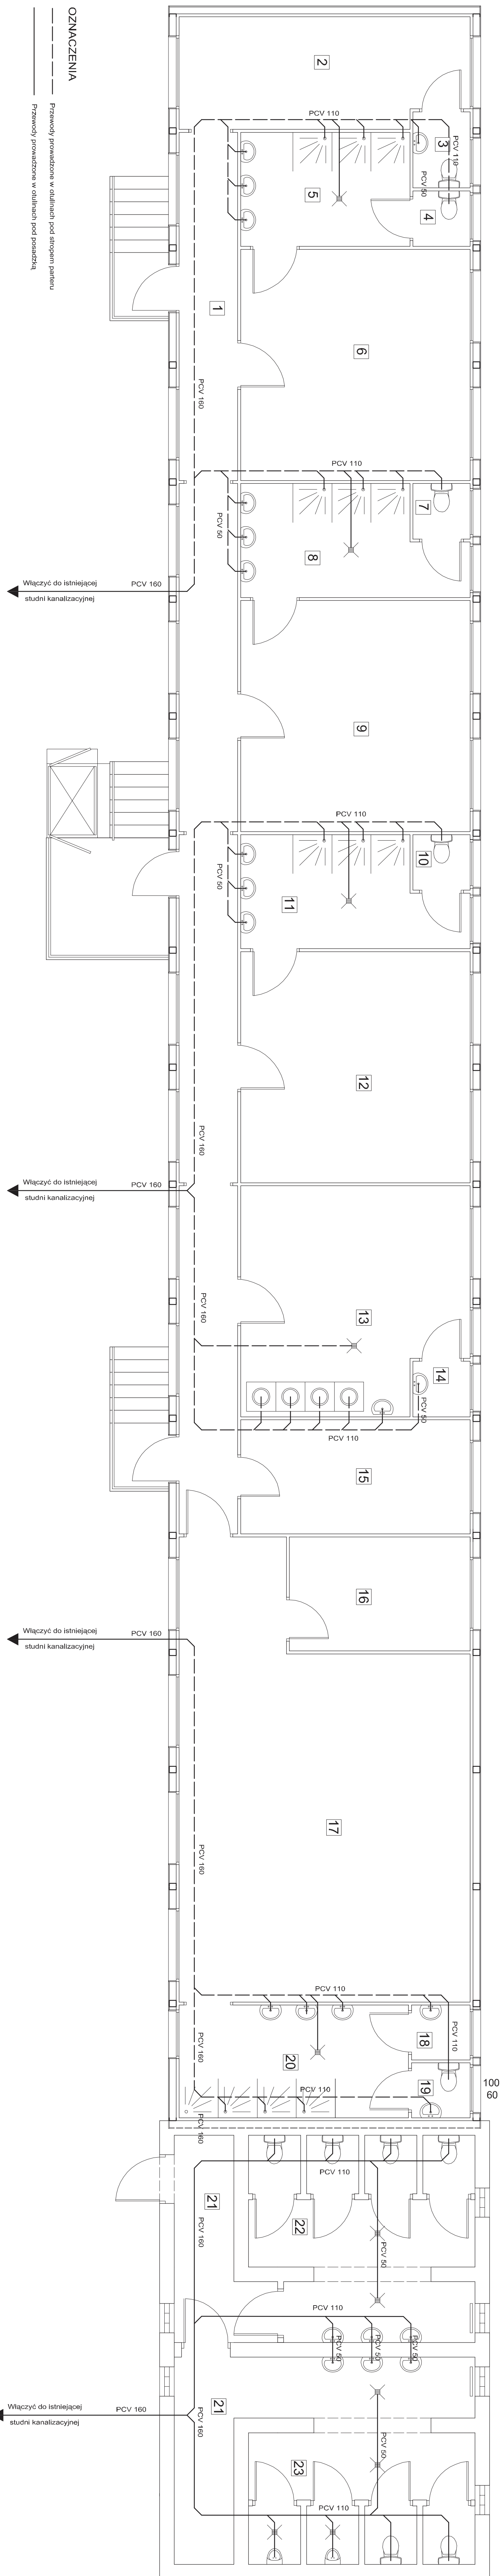 OZNACZENIA
Przewody prowadzone w otulinach pod stropem parteru
Przewody prowadzone w otulinach pod posadzką
2
PCV 110
3
PCV 110
PCV 50
5
4
1
6
PCV 160
PCV 110
7
PCV 50
8
Włączyć do istniejącej
studni kanalizacyjnej
PCV 160
9
PCV 110
10
PCV 50
11
12
PCV 160
Włączyć do istniejącej
studni kanalizacyjnej
PCV 160
PCV 160
13
14
PCV 50
PCV 110
15
16
Włączyć do istniejącej
studni kanalizacyjnej
PCV 160
17
PCV 160
PCV 110
18
PCV 110
PCV 160
20
19
PCV 110
100
60
PCV 160
PCV 110
21
22
PCV 160
PCV 50
PCV 110
PCV 50
PCV 50
PCV 50
21
Włączyć do istniejącej
studni kanalizacyjnej
PCV 160
PCV 160
PCV 50
23
PCV 110